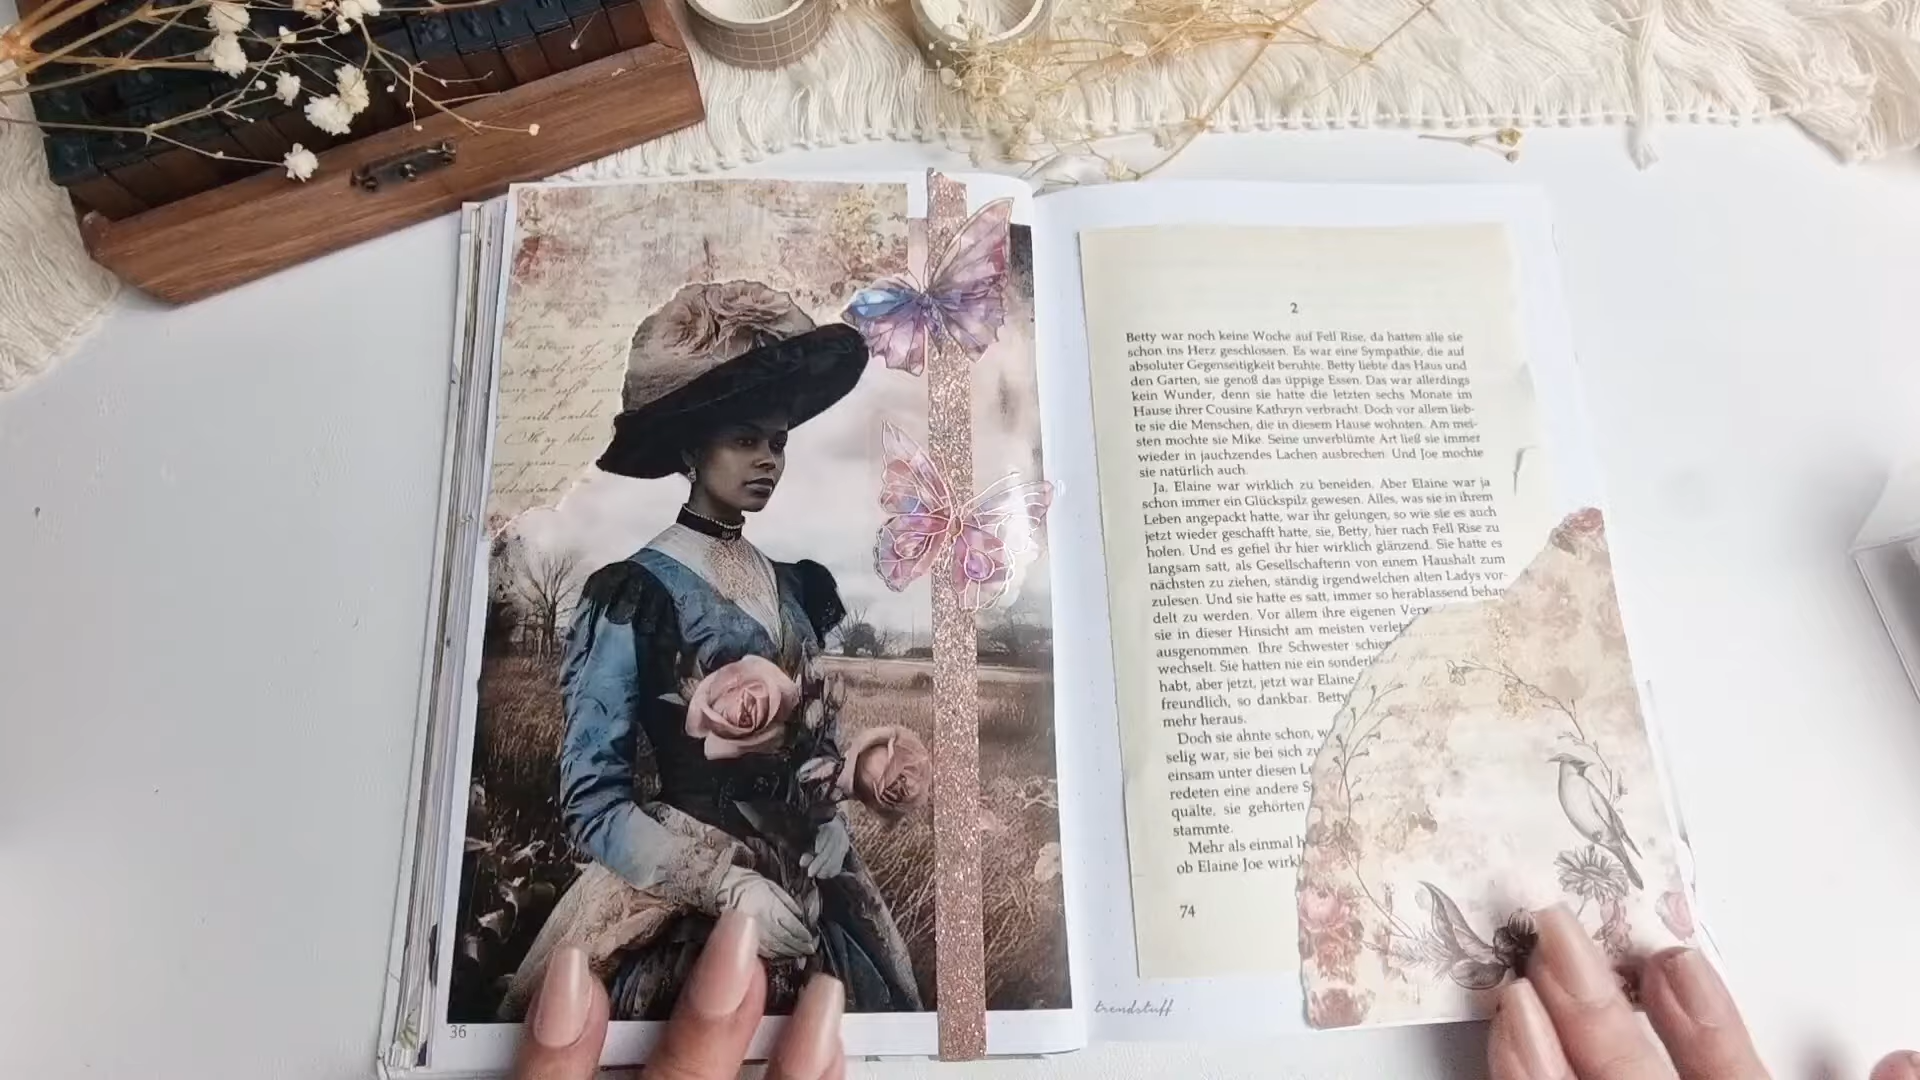 2
Betty war noch keine Woche auf Fell Rise, da hatten alle sie
schon ins Herz geschlossen. Es war eine Sympathie, die auf
absoluter Gegenseitigkeit beruhte. Betty liebte das Haus und
den Garten, sie genoß das üppige Essen. Das war allerdings
kein Wunder, denn sie hatte die letzten sechs Monate im
Hause ihrer Cousine Kathryn verbracht. Doch vor allem lieb-
te sie die Menschen, die in diesem Hause wohnten. Am mei-
sten mochte sie Mike. Seine unverblümte Art ließ sie immer
wieder in jauchzendes Lachen ausbrechen. Und Joe mochte
sie natürlich auch.
Ja, Elaine war wirklich zu beneiden. Aber Elaine war ja
schon immer ein Glückspilz gewesen. Alles, was sie in ihrem
Leben angepackt hatte, war ihr gelungen, so wie sie es auch
jetzt wieder geschafft hatte, sie, Betty, hier nach Fell Rise zu
holen. Und es gefiel ihr hier wirklich glänzend. Sie hatte es
langsam satt, als Gesellschafterin von einem Haushalt zum
nächsten zu ziehen, ständig irgendwelchen alten Ladys vor-
zulesen. Und sie hatte es satt, immer so herablassend behan
delt zu werden. Vor allem ihre eigenen Verw
sie in dieser Hinsicht am meisten verletz
ausgenommen. Ihre Schwester schien
wechselt. Sie hatten nie ein sonderl
habt, aber jetzt, jetzt war Elaine
freundlich, so dankbar. Betty
mehr heraus.
Doch sie ahnte schon, w
selig war, sie bei sich zu
einsam unter diesen L
redeten eine andere S
quälte, sie gehörten
stammte.
Mehr als einmal h
ob Elaine Joe wirkl
74
trendstuff
36